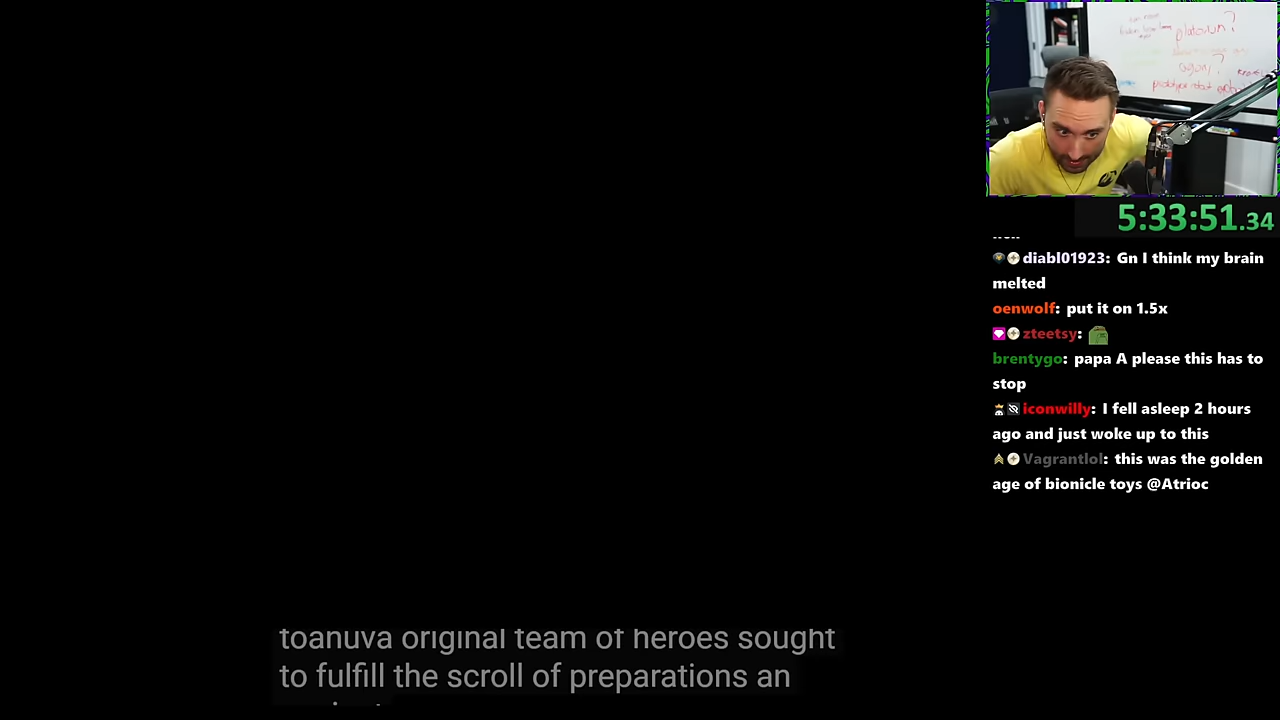 platorun?
5:33:51.34
diabl01923: Gn I think my brain
melted
oenwolf: put it on 1.5x
zteetsy:
brentygo: papa A please this has to
stop
iconwilly: I fell asleep 2 hours
ago and just woke up to this
Vagrantlol: this was the golden
age of bionicle toys @Atrioc
toanuva original team of heroes sought
to fulfill the scroll of preparations an